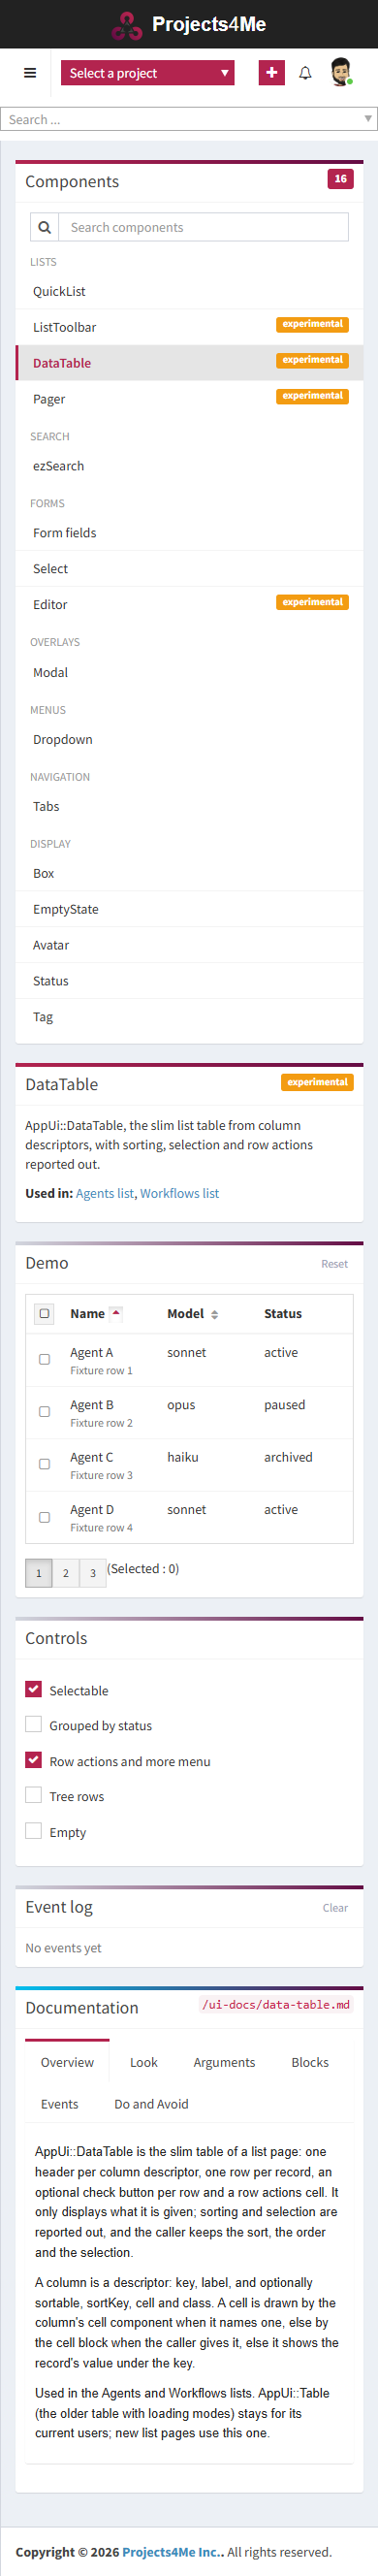 Projects4Me
Select a project
Search ...
Components
16
Search components
LISTS
QuickList
ListToolbar
experimental
DataTable
experimental
Pager
experimental
SEARCH
ezSearch
FORMS
Form fields
Select
Editor
experimental
OVERLAYS
Modal
MENUS
Dropdown
NAVIGATION
Tabs
DISPLAY
Box
EmptyState
Avatar
Status
Tag
DataTable
experimental
AppUi::DataTable, the slim list table from column
descriptors, with sorting, selection and row actions
reported out.
Used in: Agents list, Workflows list
Demo
Reset
Name Model Status
Agent A sonnet active
Fixture row 1
Agent B opus paused
Fixture row 2
Agent C haiku archived
Fixture row 3
Agent D sonnet active
Fixture row 4
1 2 3 (Selected : 0)
Controls
Selectable
Grouped by status
Row actions and more menu
Tree rows
Empty
Event log
Clear
No events yet
Documentation
/ui-docs/data-table.md
Overview Look Arguments Blocks
Events Do and Avoid
AppUi::DataTable is the slim table of a list page: one
header per column descriptor, one row per record, an
optional check button per row and a row actions cell. It
only displays what it is given; sorting and selection are
reported out, and the caller keeps the sort, the order
and the selection.
A column is a descriptor: key, label, and optionally
sortable, sortKey, cell and class. A cell is drawn by the
column's cell component when it names one, else by
the cell block when the caller gives it, else it shows the
record's value under the key.
Used in the Agents and Workflows lists. AppUi::Table
(the older table with loading modes) stays for its
current users; new list pages use this one.
Copyright © 2026 Projects4Me Inc.. All rights reserved.